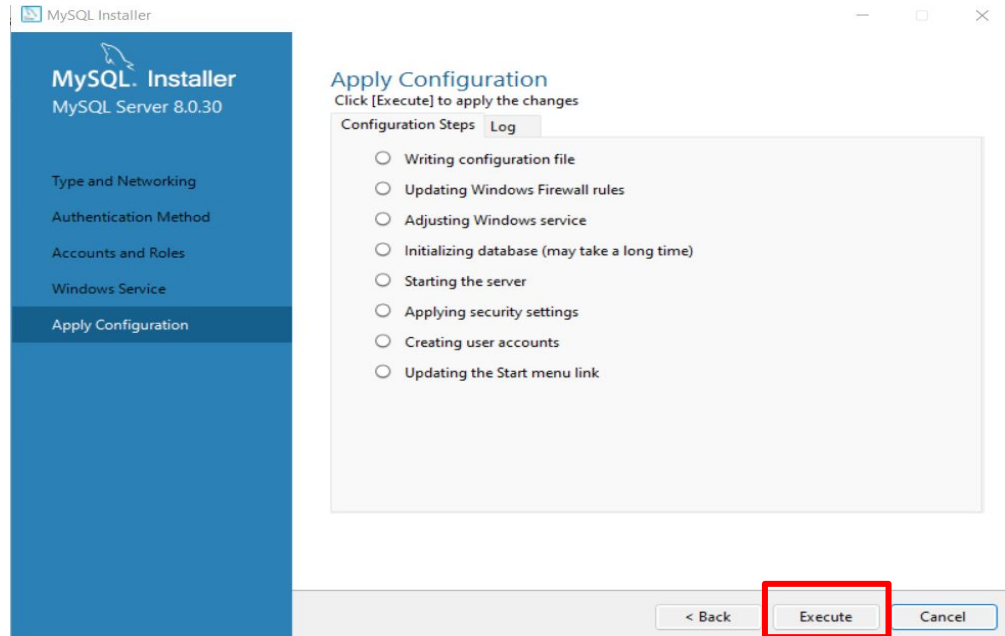 MySQL Installer
MySQL. Installer
MySQL Server 8.0.30
Type and Networking
Authentication Method
Accounts and Roles
Windows Service
Apply Configuration
Apply Configuration
Click [Execute] to apply the changes
Configuration Steps Log
Writing configuration file
Updating Windows Firewall rules
Adjusting Windows service
Initializing database (may take a long time)
Starting the server
Applying security settings
Creating user accounts
Updating the Start menu link
< Back Execute Cancel